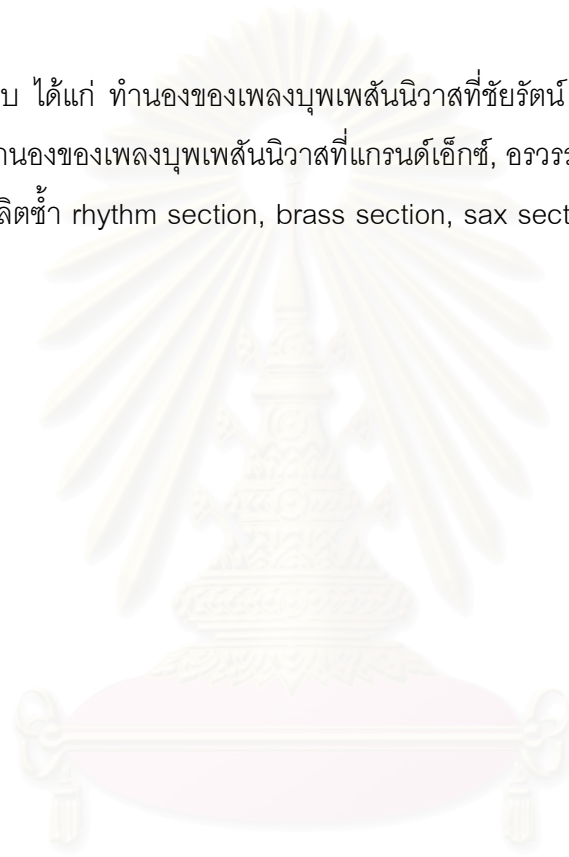 บ ได้แก่ ทำนองของเพลงบุพเพสันนิวาสที่ชัยรัตน์
านองของเพลงบุพเพสันนิวาสที่แกรนด์เอ็กซ์, อรวรร
ลิตซ้ำ rhythm section, brass section, sax sect